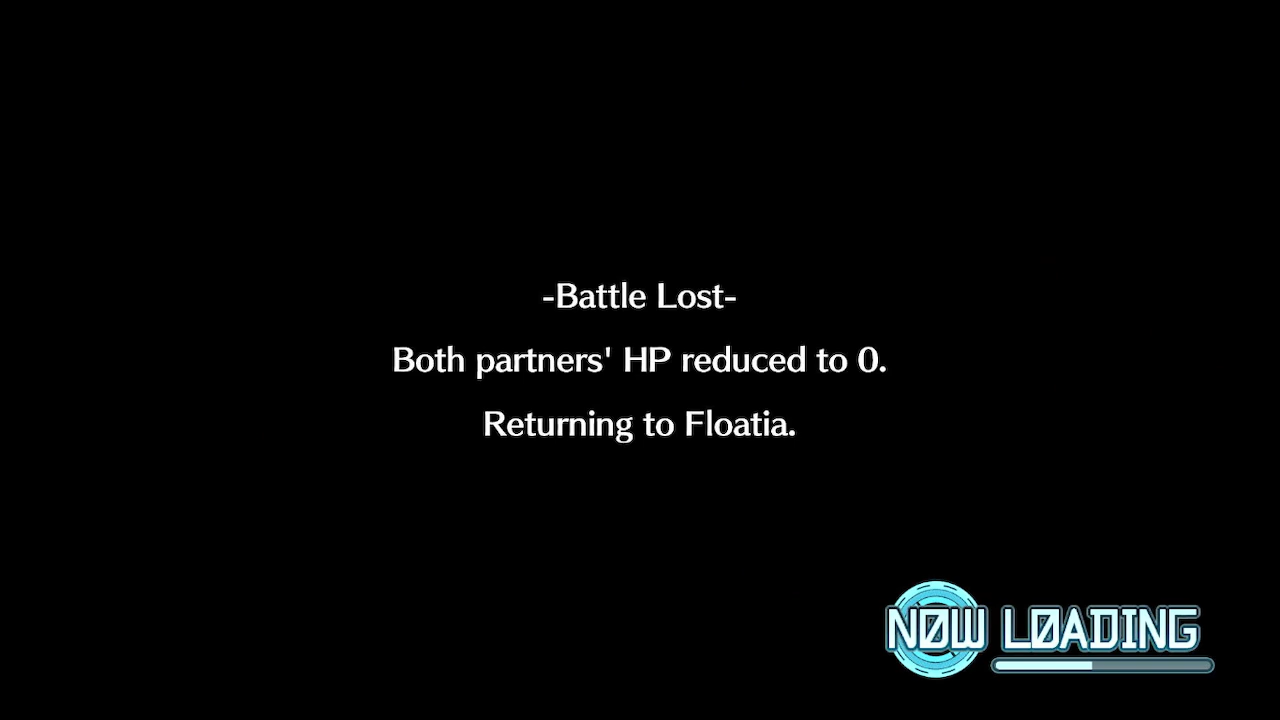 -Battle Lost-
Both partners' HP reduced to 0.
Returning to Floatia.
NOW LOADING